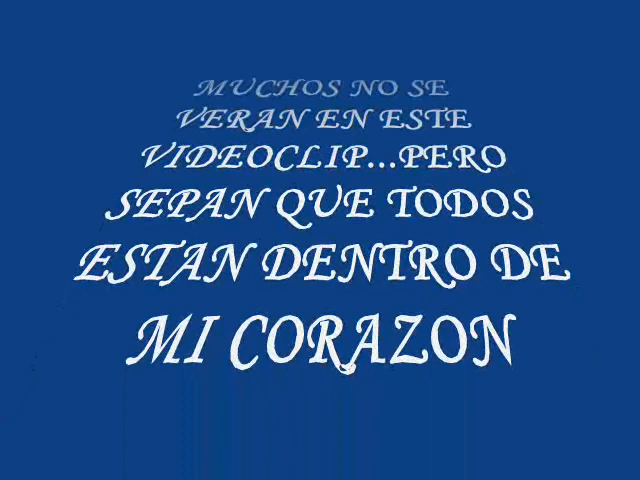 MUCHOS NO SE
VERAN EN ESTE
VIDEOCLIP...PERO
SEPAN QUE TODOS
ESTAN DENTRO DE
MI CORAZON